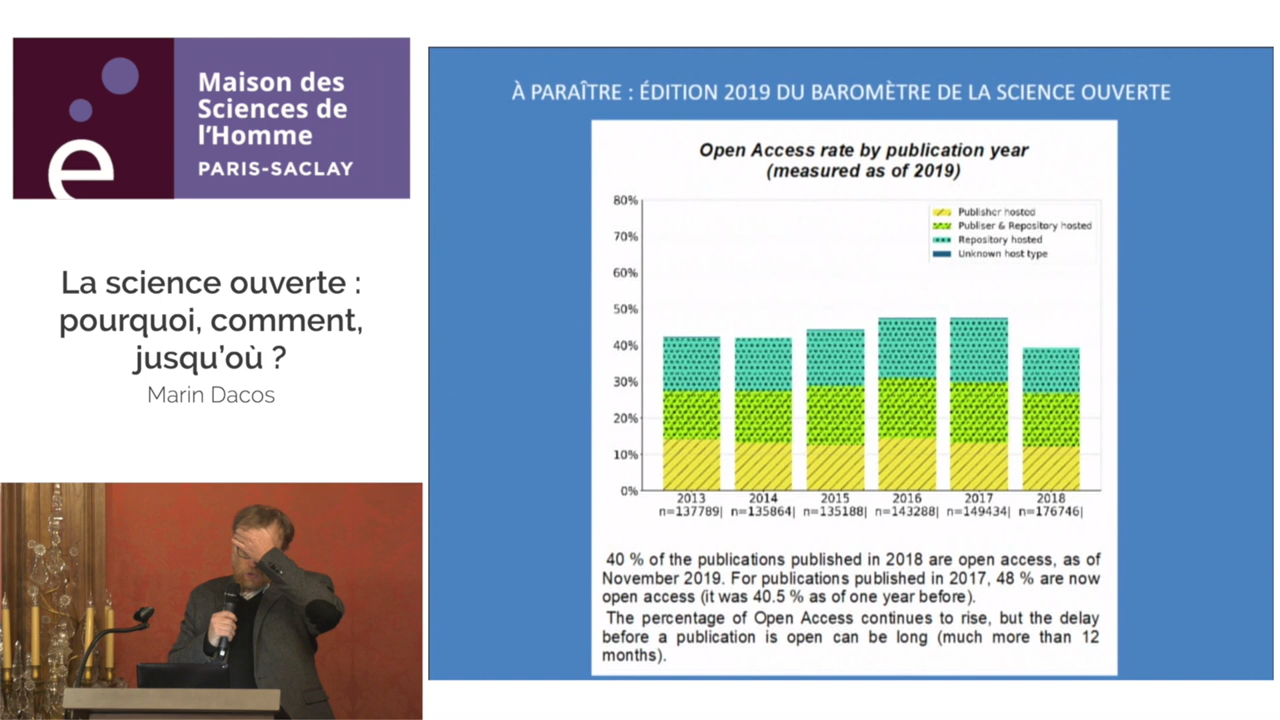 Maison des
Sciences de
l'Homme
PARIS-SACLAY
La science ouverte :
pourquoi, comment,
jusqu'où ?
Marin Dacos
À PARAÎTRE : ÉDITION 2019 DU BAROMÈTRE DE LA SCIENCE OUVERTE
Open Access rate by publication year
(measured as of 2019)
80%
70%
60%
50%
40%
30%
20%
10%
0%
Publisher hosted
Publiser & Repository hosted
Repository hosted
Unknown host type
2013 2014 2015 2016 2017 2018
n=137789| n=135864| n=135188| n=143288| n=149434| n=176746|
40 % of the publications published in 2018 are open access, as of
November 2019. For publications published in 2017, 48 % are now
open access (it was 40.5 % as of one year before).
The percentage of Open Access continues to rise, but the delay
before a publication is open can be long (much more than 12
months).